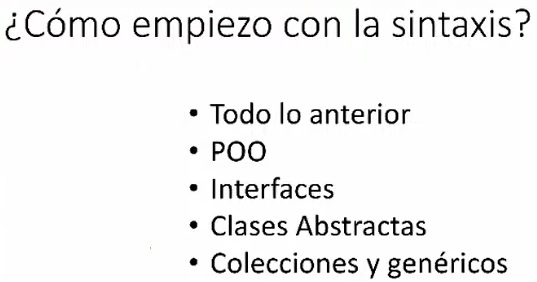 ¿Cómo empiezo con la sintaxis?
• Todo lo anterior
• POO
• Interfaces
• Clases Abstractas
• Colecciones y genéricos